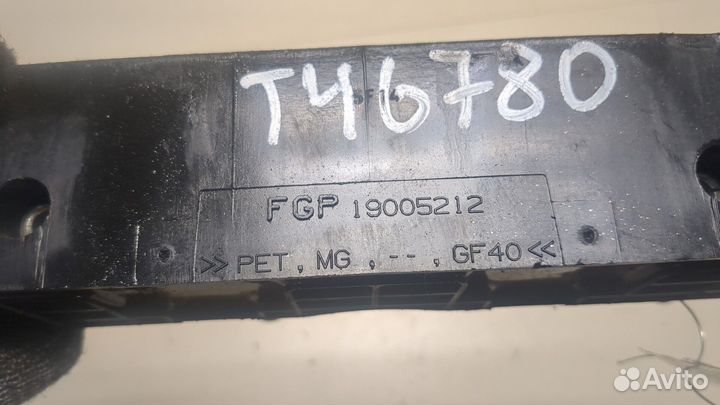 T46780
FGP 19005212
>> PET, MG, --, GF40 <<
Avito